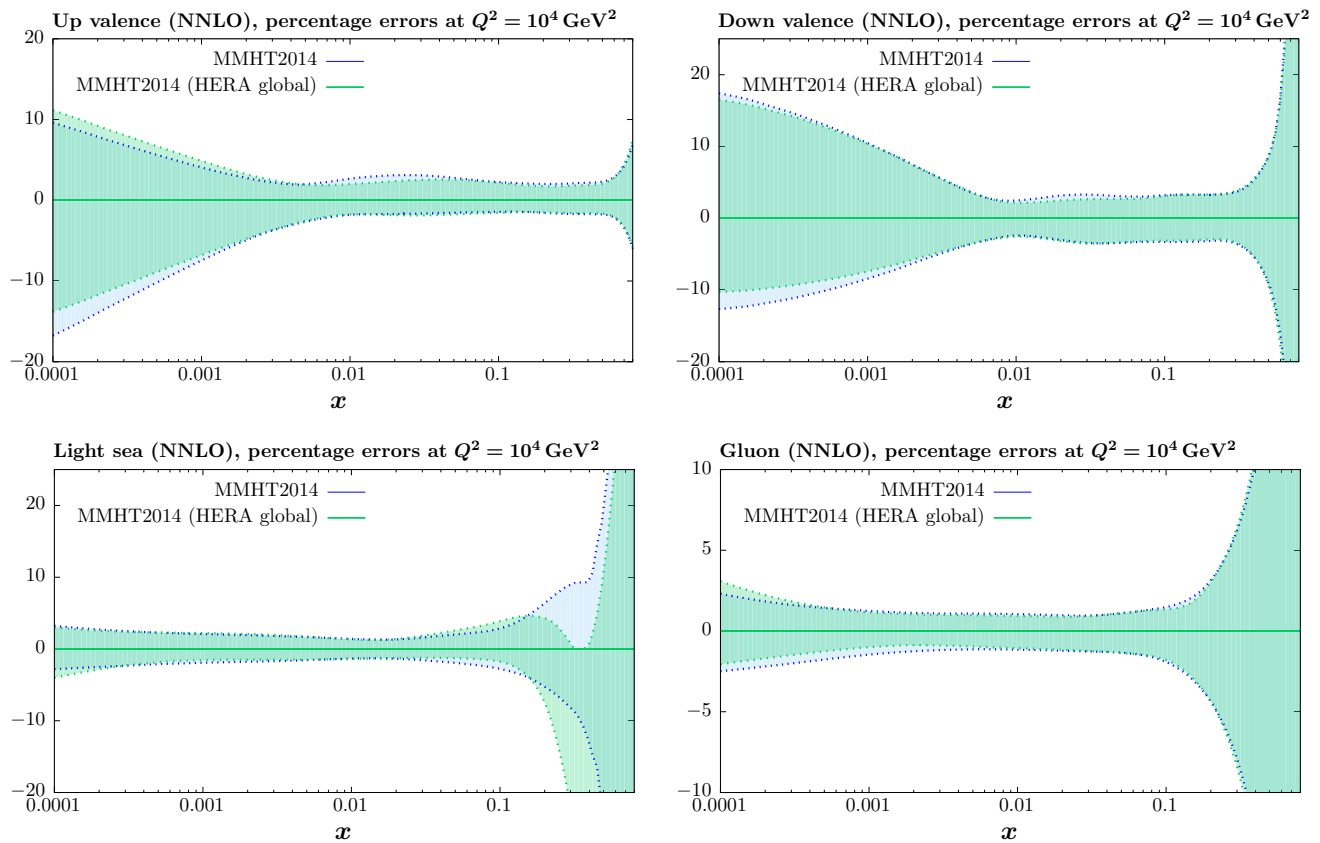 Up valence (NNLO), percentage errors at Q² = 10⁴ GeV²
20
10
0
−10
−20
MMHT2014
MMHT2014 (HERA global)
0.0001
0.001
0.01
0.1
x
Down valence (NNLO), percentage errors at Q² = 10⁴ GeV²
20
10
0
−10
−20
MMHT2014
MMHT2014 (HERA global)
0.0001
0.001
0.01
0.1
x
Light sea (NNLO), percentage errors at Q² = 10⁴ GeV²
20
10
0
−10
−20
MMHT2014
MMHT2014 (HERA global)
0.0001
0.001
0.01
0.1
x
Gluon (NNLO), percentage errors at Q² = 10⁴ GeV²
10
5
0
−5
−10
MMHT2014
MMHT2014 (HERA global)
0.0001
0.001
0.01
0.1
x